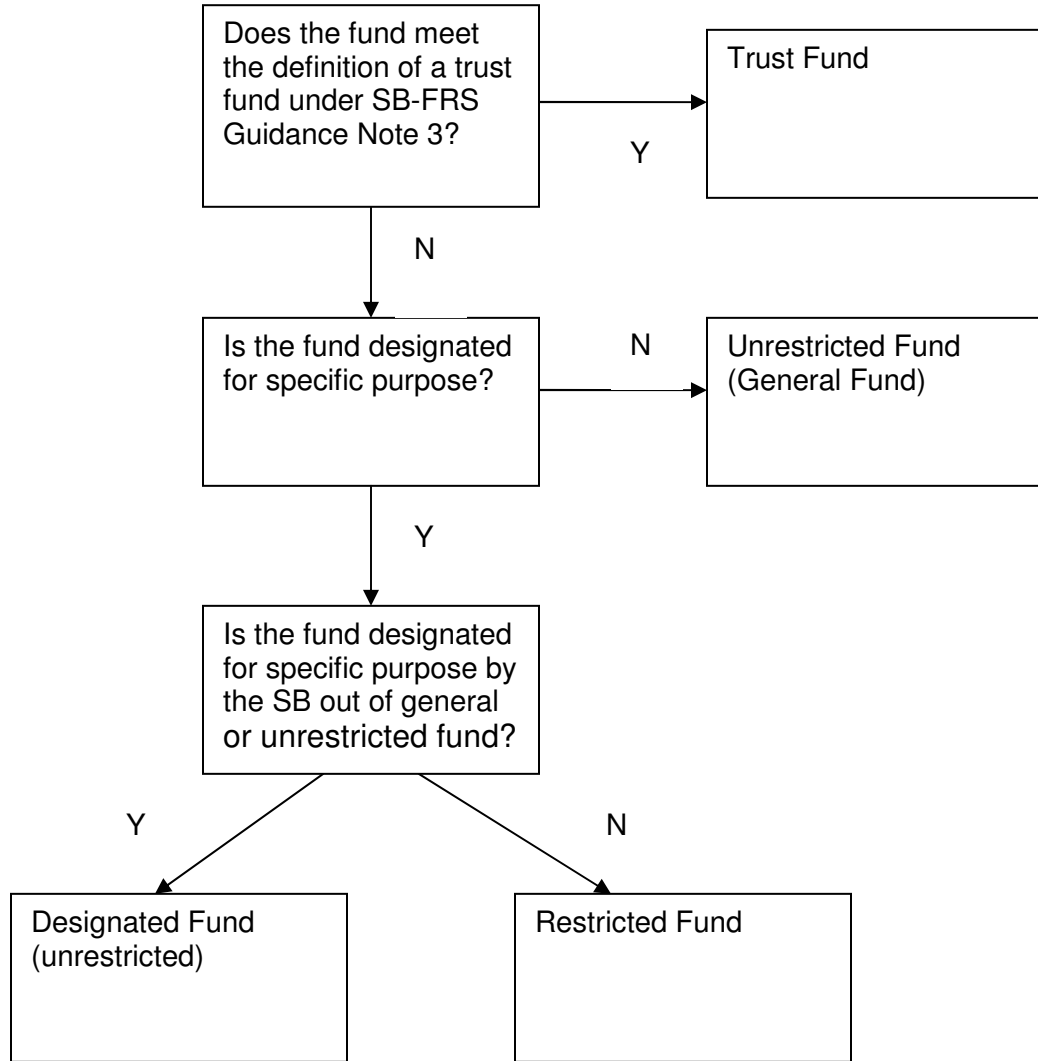 Does the fund meet
the definition of a trust
fund under SB-FRS
Guidance Note 3?
Trust Fund
Y
N
Is the fund designated
for specific purpose?
N
Unrestricted Fund
(General Fund)
Y
Is the fund designated
for specific purpose by
the SB out of general
or unrestricted fund?
Y
N
Designated Fund
(unrestricted)
Restricted Fund